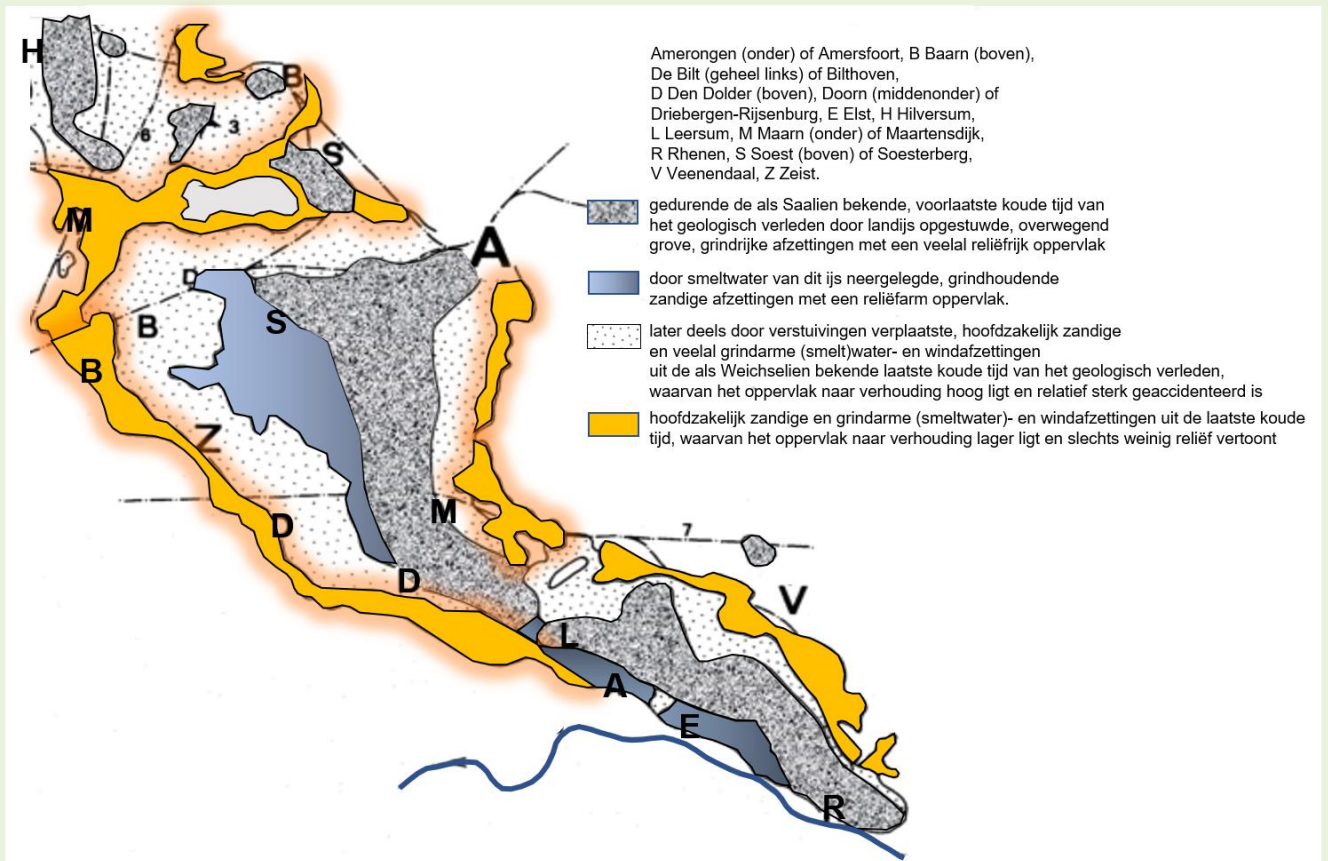 H
B
3
6
S
M
A
D
S
B
B
Z
M
D
7
D
V
L
A
E
R
Amerongen (onder) of Amersfoort, B Baarn (boven),
De Bilt (geheel links) of Bilthoven,
D Den Dolder (boven), Doorn (middenonder) of
Driebergen-Rijsenburg, E Elst, H Hilversum,
L Leersum, M Maarn (onder) of Maartensdijk,
R Rhenen, S Soest (boven) of Soesterberg,
V Veenendaal, Z Zeist.
gedurende de als Saalien bekende, voorlaatste koude tijd van
het geologisch verleden door landijs opgestuwde, overwegend
grove, grindrijke afzettingen met een veelal reliëfrijk oppervlak
door smeltwater van dit ijs neergelegde, grindhoudende
zandige afzettingen met een reliëfarm oppervlak.
later deels door verstuivingen verplaatste, hoofdzakelijk zandige
en veelal grindarme (smelt)water- en windafzettingen
uit de als Weichselien bekende laatste koude tijd van het geologisch verleden,
waarvan het oppervlak naar verhouding hoog ligt en relatief sterk geaccidenteerd is
hoofdzakelijk zandige en grindarme (smeltwater)- en windafzettingen uit de laatste koude
tijd, waarvan het oppervlak naar verhouding lager ligt en slechts weinig reliëf vertoont